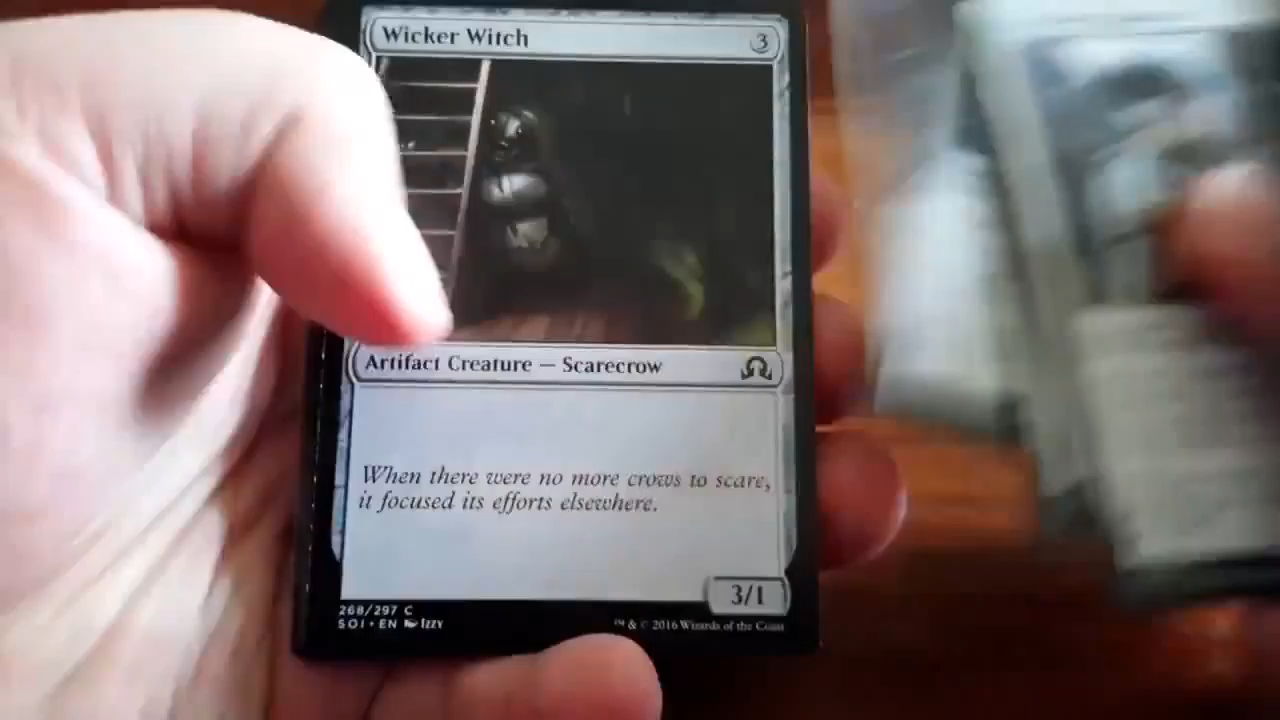 Wicker Witch
3
Artifact Creature — Scarecrow
When there were no more crows to scare,
it focused its efforts elsewhere.
3/1
268/297 C
SOI • EN Izzy
™ & © 2016 Wizards of the Coast